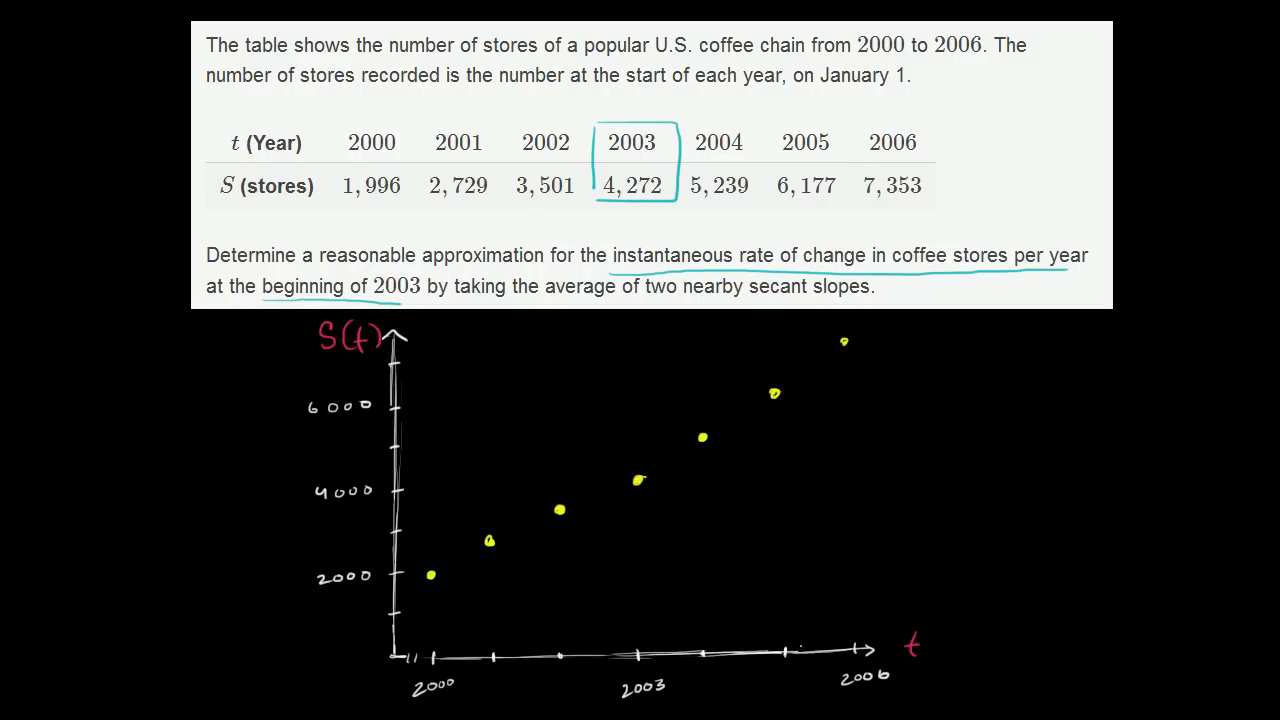 The table shows the number of stores of a popular U.S. coffee chain from 2000 to 2006. The
number of stores recorded is the number at the start of each year, on January 1.
t (Year) 2000 2001 2002 2003 2004 2005 2006
S (stores) 1,996 2,729 3,501 4,272 5,239 6,177 7,353
Determine a reasonable approximation for the instantaneous rate of change in coffee stores per year
at the beginning of 2003 by taking the average of two nearby secant slopes.
S(t)
6000
4000
2000
t
2000 2003 2006